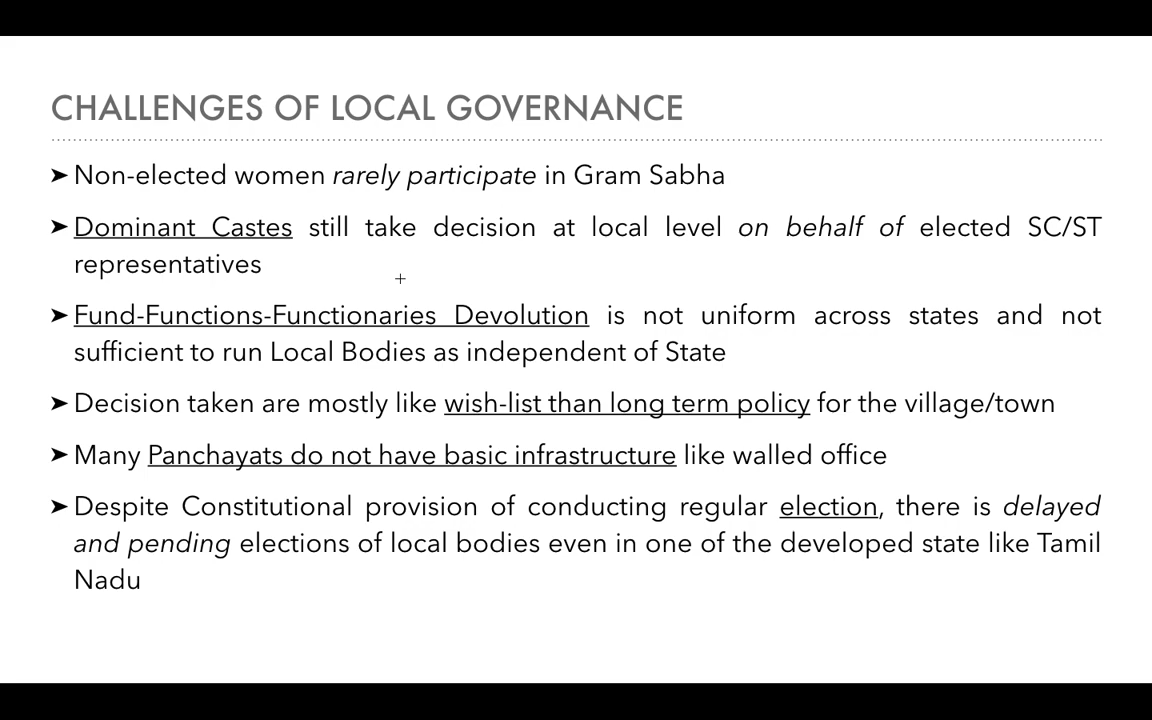 CHALLENGES OF LOCAL GOVERNANCE
➤ Non-elected women rarely participate in Gram Sabha
➤ Dominant Castes still take decision at local level on behalf of elected SC/ST
representatives
➤ Fund-Functions-Functionaries Devolution is not uniform across states and not
sufficient to run Local Bodies as independent of State
➤ Decision taken are mostly like wish-list than long term policy for the village/town
➤ Many Panchayats do not have basic infrastructure like walled office
➤ Despite Constitutional provision of conducting regular election, there is delayed
and pending elections of local bodies even in one of the developed state like Tamil
Nadu